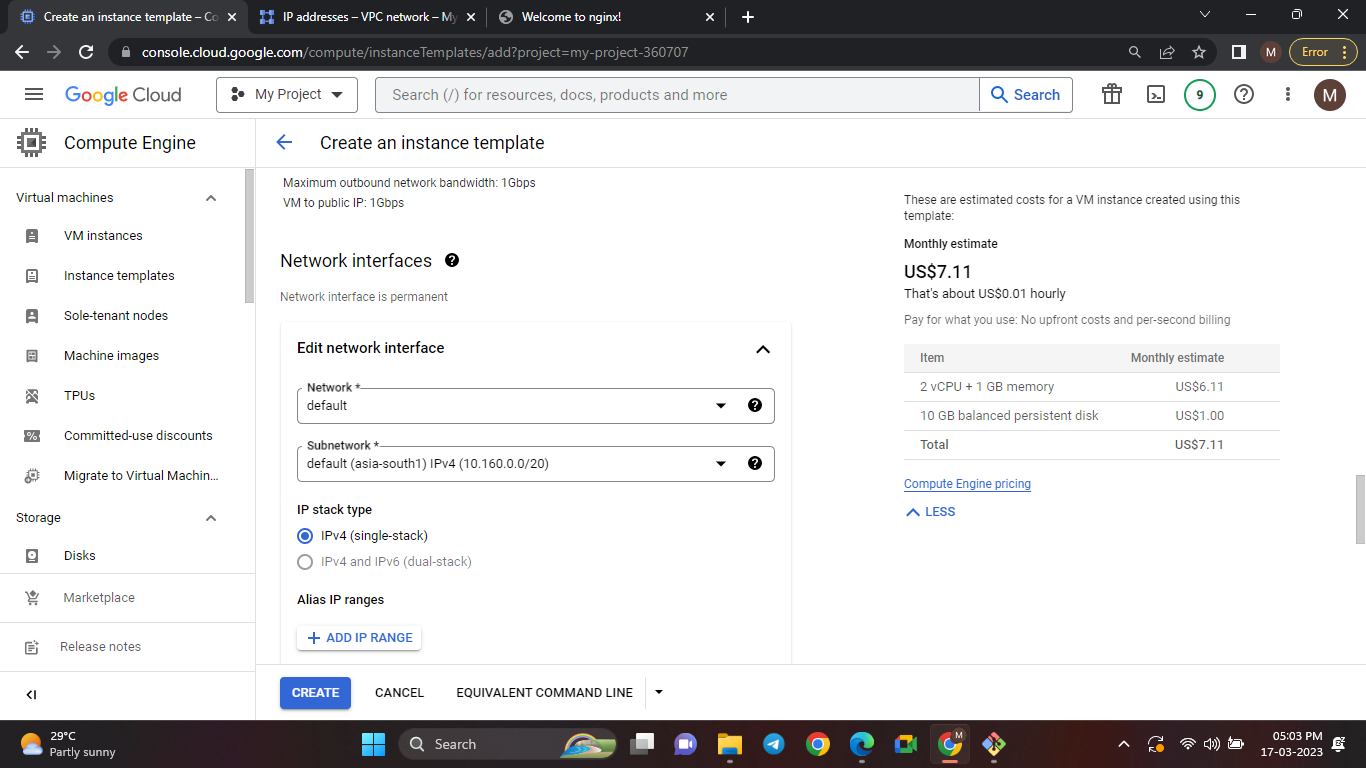 Create an instance template – Co
IP addresses – VPC network – My
Welcome to nginx!
console.cloud.google.com/compute/instanceTemplates/add?project=my-project-360707
M
Error
Google Cloud
My Project
Search (/) for resources, docs, products and more
Search
9
M
Compute Engine
Create an instance template
Virtual machines
VM instances
Instance templates
Sole-tenant nodes
Machine images
TPUs
Committed-use discounts
Migrate to Virtual Machin...
Storage
Disks
Marketplace
Release notes
Maximum outbound network bandwidth: 1Gbps
VM to public IP: 1Gbps
Network interfaces
Network interface is permanent
Edit network interface
Network *
default
Subnetwork *
default (asia-south1) IPv4 (10.160.0.0/20)
IP stack type
IPv4 (single-stack)
IPv4 and IPv6 (dual-stack)
Alias IP ranges
ADD IP RANGE
CREATE
CANCEL
EQUIVALENT COMMAND LINE
These are estimated costs for a VM instance created using this
template:
Monthly estimate
US$7.11
That's about US$0.01 hourly
Pay for what you use: No upfront costs and per-second billing
Item Monthly estimate
2 vCPU + 1 GB memory US$6.11
10 GB balanced persistent disk US$1.00
Total US$7.11
Compute Engine pricing
LESS
29°C
Partly sunny
Search
M
05:03 PM
17-03-2023